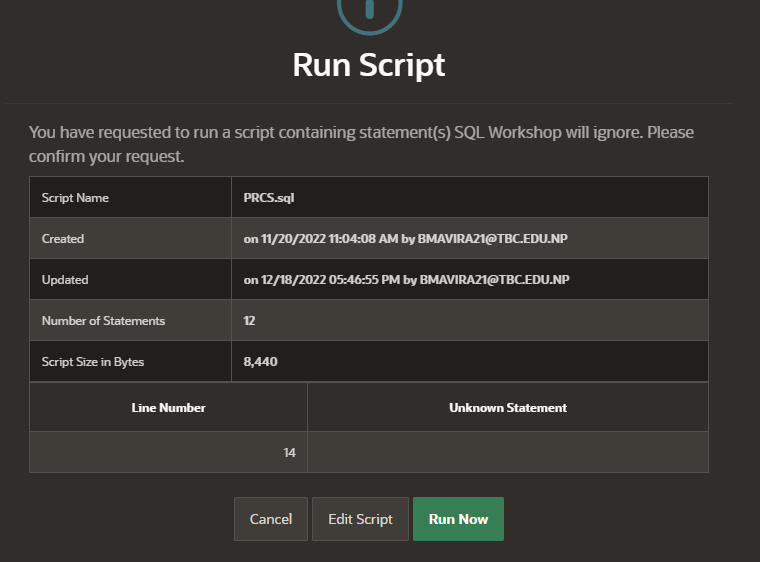 Run Script
You have requested to run a script containing statement(s) SQL Workshop will ignore. Please
confirm your request.
Script Name PRCS.sql
Created on 11/20/2022 11:04:08 AM by BMAVIRA21@TBC.EDU.NP
Updated on 12/18/2022 05:46:55 PM by BMAVIRA21@TBC.EDU.NP
Number of Statements 12
Script Size in Bytes 8,440
Line Number Unknown Statement
14
Cancel Edit Script Run Now